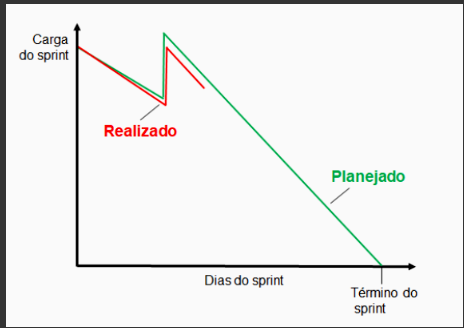 Carga
do sprint
Realizado
Planejado
Dias do sprint
Término do
sprint